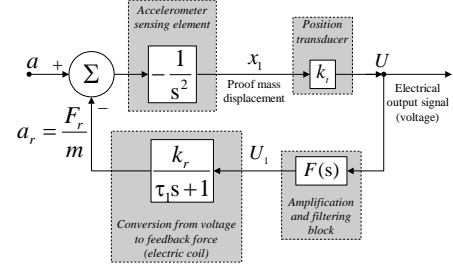 Accelerometer
sensing element
Position
transducer
a
+
Σ
−
− 1/s²
x₁
Proof mass
displacement
kₜ
U
Electrical
output signal
(voltage)
aᵣ = Fᵣ/m
kᵣ/(τ₁s+1)
U₁
F(s)
Amplification
and filtering
block
Conversion from voltage
to feedback force
(electric coil)